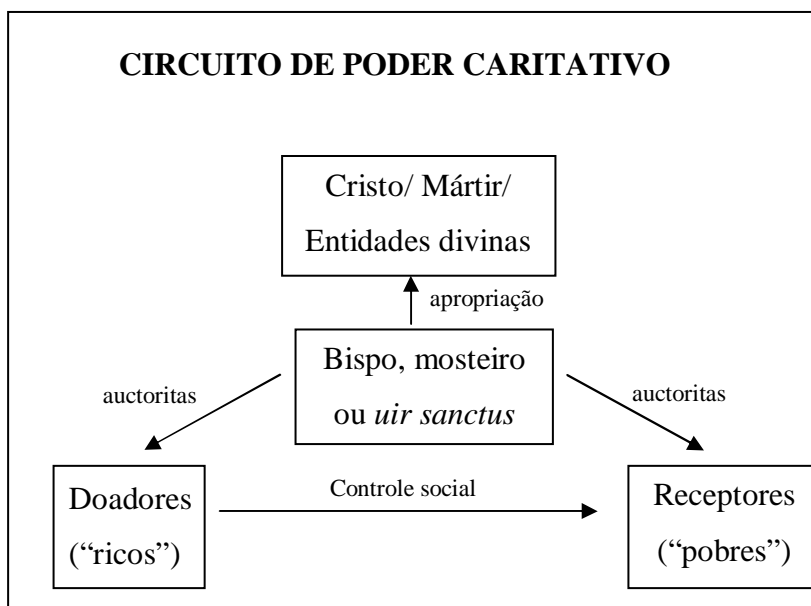 CIRCUITO DE PODER CARITATIVO
Cristo/ Mártir/
Entidades divinas
apropriação
Bispo, mosteiro
ou uir sanctus
auctoritas
auctoritas
Doadores
(“ricos”)
Controle social
Receptores
(“pobres”)